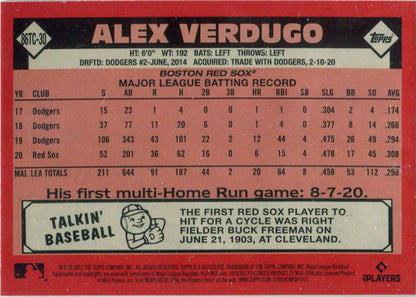 86TC-30
ALEX VERDUGO
topps
HT: 6'0" WT: 192 BATS: LEFT THROWS: LEFT
DRFTD: DODGERS #2-JUNE, 2014 ACQUIRED: TRADE WITH DODGERS, 2-10-20
BOSTON RED SOX®
MAJOR LEAGUE BATTING RECORD
YR CLUB G AB R H 2B 3B HR RBI SB SLG BB SO AVG
17 Dodgers 15 23 1 4 0 0 1 1 0 .304 2 4 .174
18 Dodgers 37 77 11 20 6 0 1 4 0 .377 8 14 .260
19 Dodgers 106 343 43 101 22 2 12 44 4 .475 26 49 .294
20 Red Sox 53 201 36 62 16 0 6 15 4 .478 17 45 .308
MAJ. LEA TOTALS 211 644 91 187 44 2 20 64 8 53 112 .290
His first multi-Home Run game: 8-7-20.
TALKIN'
BASEBALL
THE FIRST RED SOX PLAYER TO
HIT FOR A CYCLE WAS RIGHT
FIELDER BUCK FREEMAN ON
JUNE 21, 1903, AT CLEVELAND.
PLAYERS